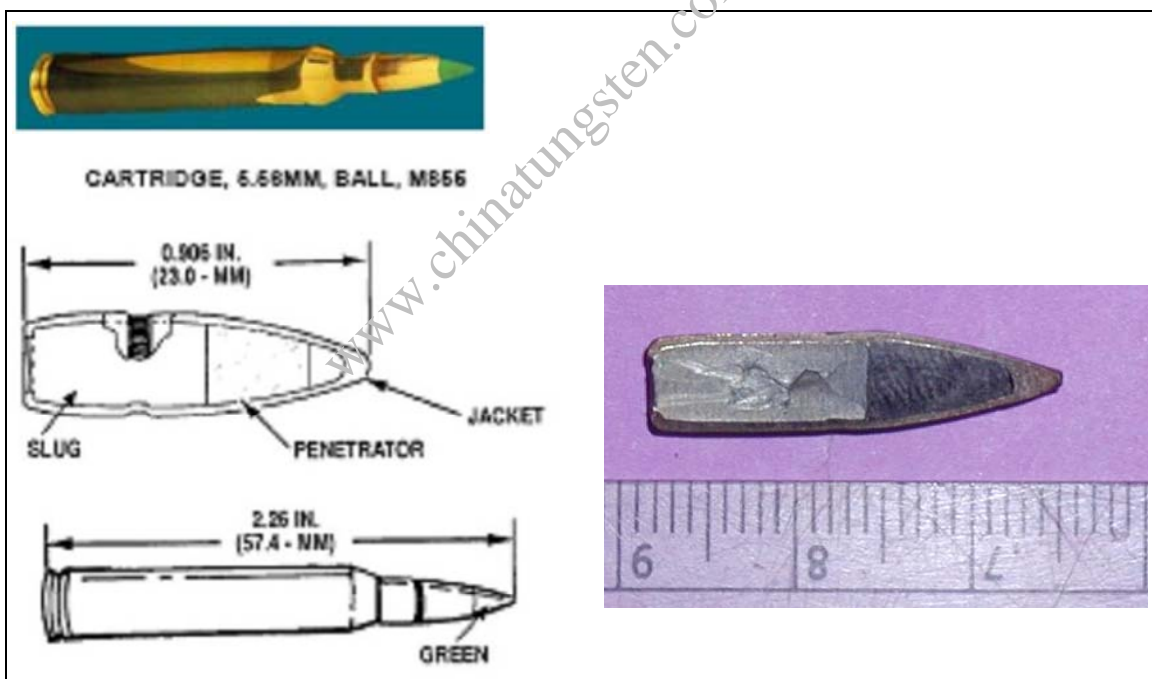 www.chinatungsten.com
CARTRIDGE, 5.56MM, BALL, M855
0.906 IN.
(23.0 - MM)
JACKET
SLUG
PENETRATOR
2.26 IN.
(57.4 - MM)
GREEN
9 8 7